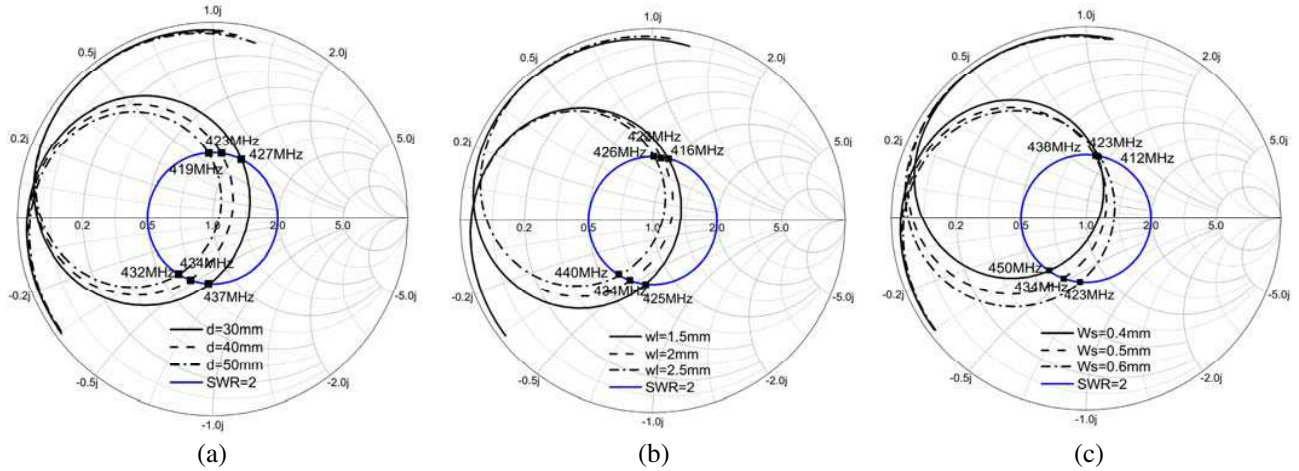 1.0j
0.5j
2.0j
0.2j
5.0j
423MHz
427MHz
419MHz
0.2
0.5
1.0
2.0
5.0
434MHz
432MHz
437MHz
-0.2j
-5.0j
d=30mm
d=40mm
d=50mm
SWR=2
-0.5j
-2.0j
-1.0j
(a)
1.0j
0.5j
2.0j
0.2j
5.0j
423MHz
426MHz
416MHz
0.2
0.5
1.0
2.0
5.0
440MHz
434MHz
425MHz
-0.2j
-5.0j
wl=1.5mm
wl=2mm
wl=2.5mm
SWR=2
-0.5j
-2.0j
-1.0j
(b)
1.0j
0.5j
2.0j
0.2j
5.0j
423MHz
438MHz
412MHz
0.2
0.5
1.0
2.0
5.0
450MHz
434MHz
423MHz
-0.2j
-5.0j
Ws=0.4mm
Ws=0.5mm
Ws=0.6mm
SWR=2
-0.5j
-2.0j
-1.0j
(c)